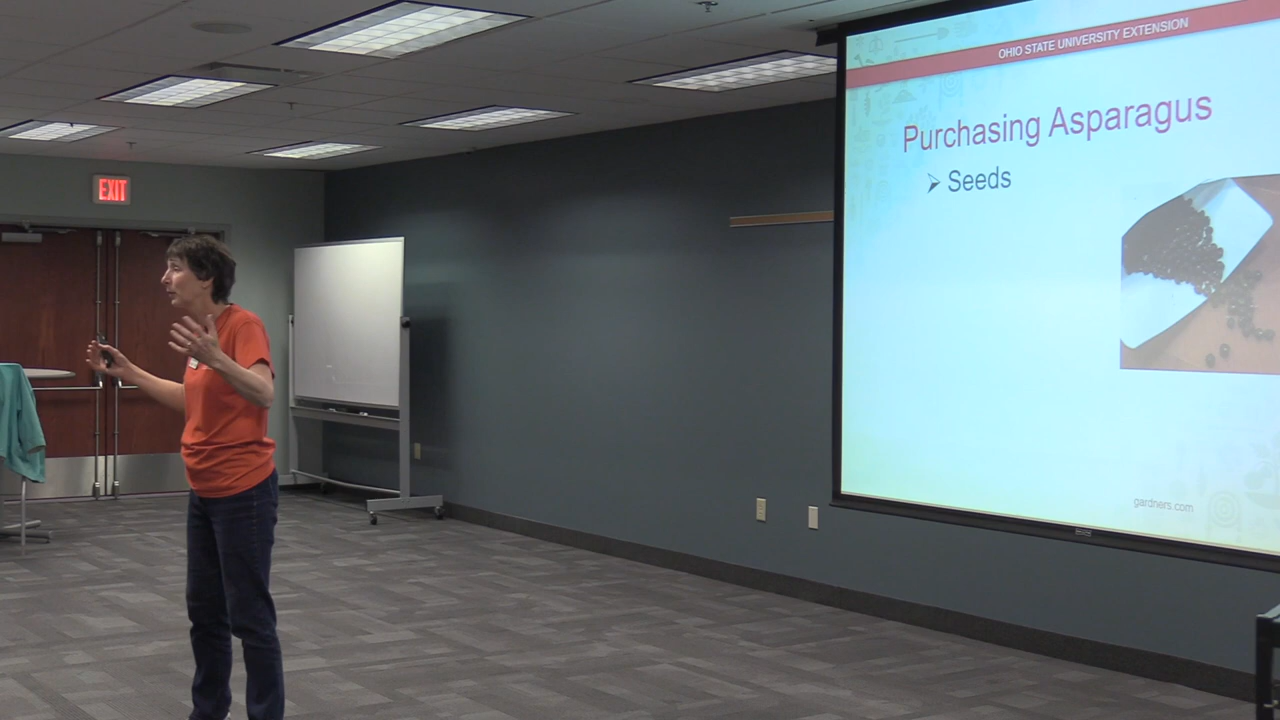 OHIO STATE UNIVERSITY EXTENSION
Purchasing Asparagus
➢ Seeds
EXIT
gardners.com